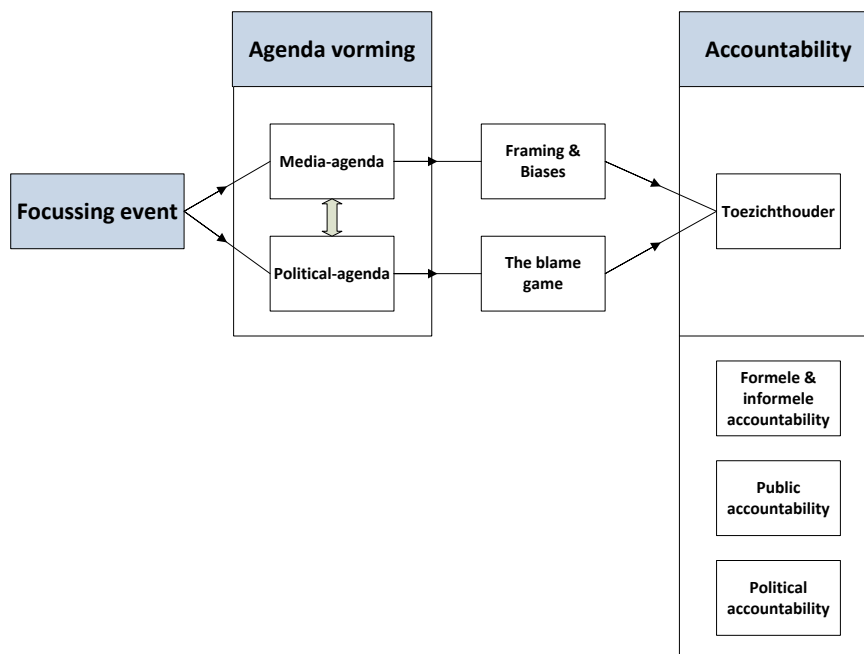 Agenda vorming
Accountability
Focussing event
Media-agenda
Political-agenda
Framing &
Biases
The blame
game
Toezichthouder
Formele &
informele
accountability
Public
accountability
Political
accountability